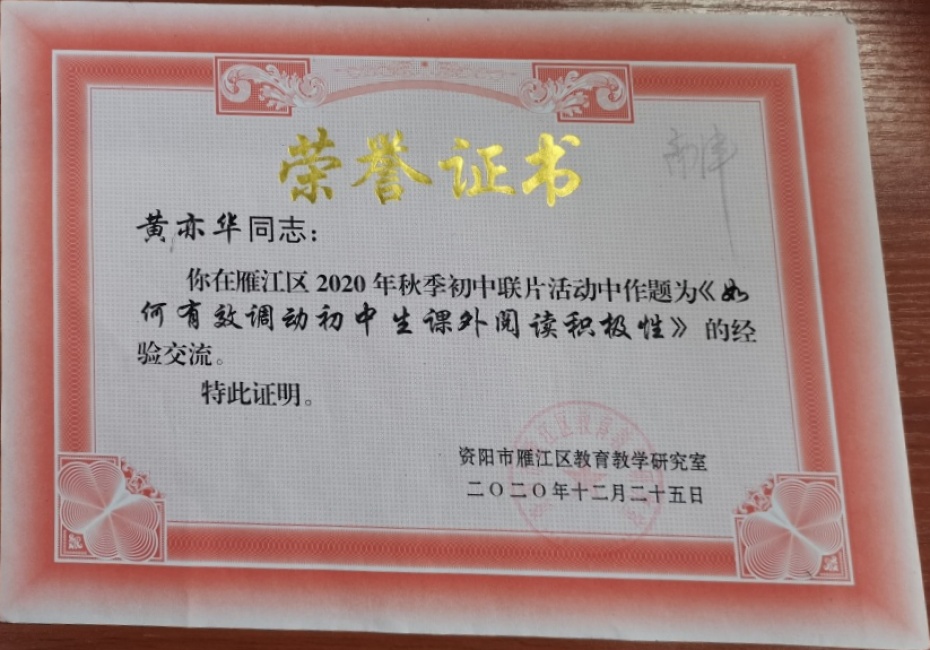 荣誉证书
黄亦华同志：
你在雁江区2020年秋季初中联片活动中作题为《如
何有效调动初中生课外阅读积极性》的经
验交流。
特此证明。
资阳市雁江区教育教学研究室
二〇二〇年十二月二十五日